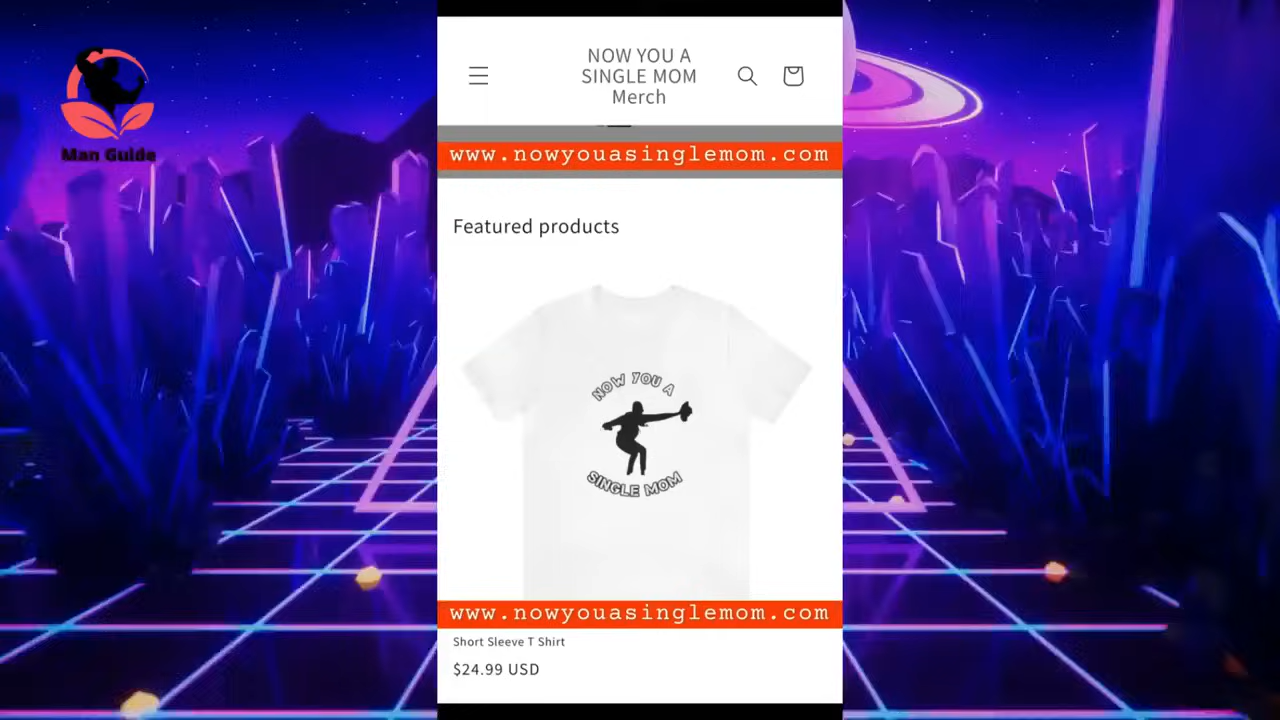 Man Guide
NOW YOU A
SINGLE MOM
Merch
www.nowyouasinglemom.com
Featured products
NOW YOU A
SINGLE MOM
www.nowyouasinglemom.com
Short Sleeve T Shirt
$24.99 USD